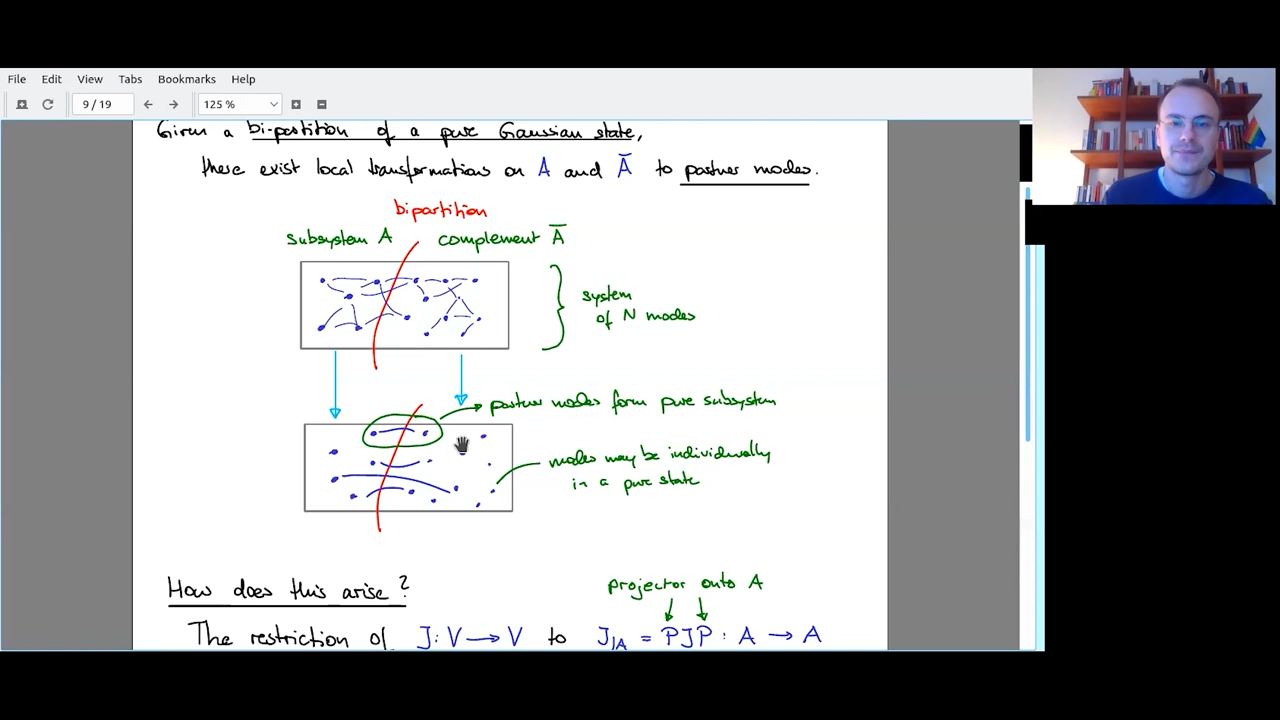 File Edit View Tabs Bookmarks Help
9 / 19 125 %
Given a bi-partition of a pure Gaussian state,
there exist local transformations on A and Ā to partner modes.
bipartition
subsystem A complement Ā
system
of N modes
partner modes form pure subsystem
modes may be individually
in a pure state
How does this arise?
projector onto A
The restriction of J: V → V to J|A = PJP : A → A